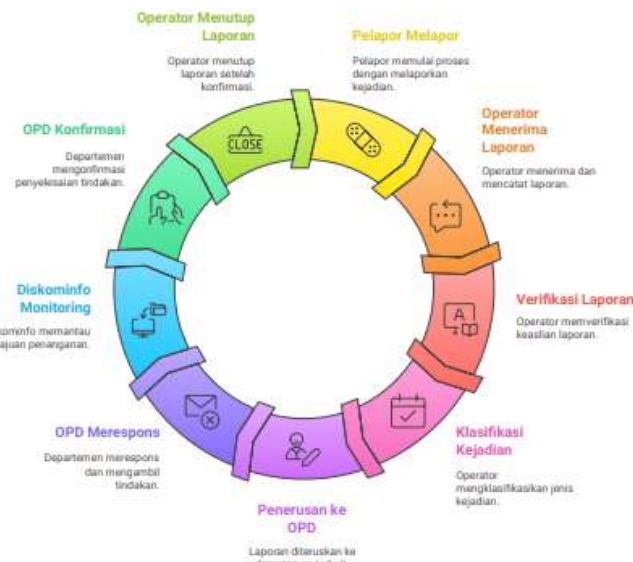 Operator Menutup
Laporan
Operator menutup
laporan setelah
konfirmasi.
Pelapor Melapor
Pelapor memulai proses
dengan melaporkan
kejadian.
Operator
Menerima
Laporan
Operator menerima dan
mencatat laporan.
Verifikasi Laporan
Operator memverifikasi
keaslian laporan.
Klasifikasi
Kejadian
Operator
mengklasifikasikan jenis
kejadian.
Penerusan ke
OPD
Laporan diteruskan ke
OPD Merespons
Departemen merespons
dan mengambil
tindakan.
Diskominfo
Monitoring
memantau
penanganan.
OPD Konfirmasi
Departemen
mengonfirmasi
penyelesaian tindakan.
CLOSE
A